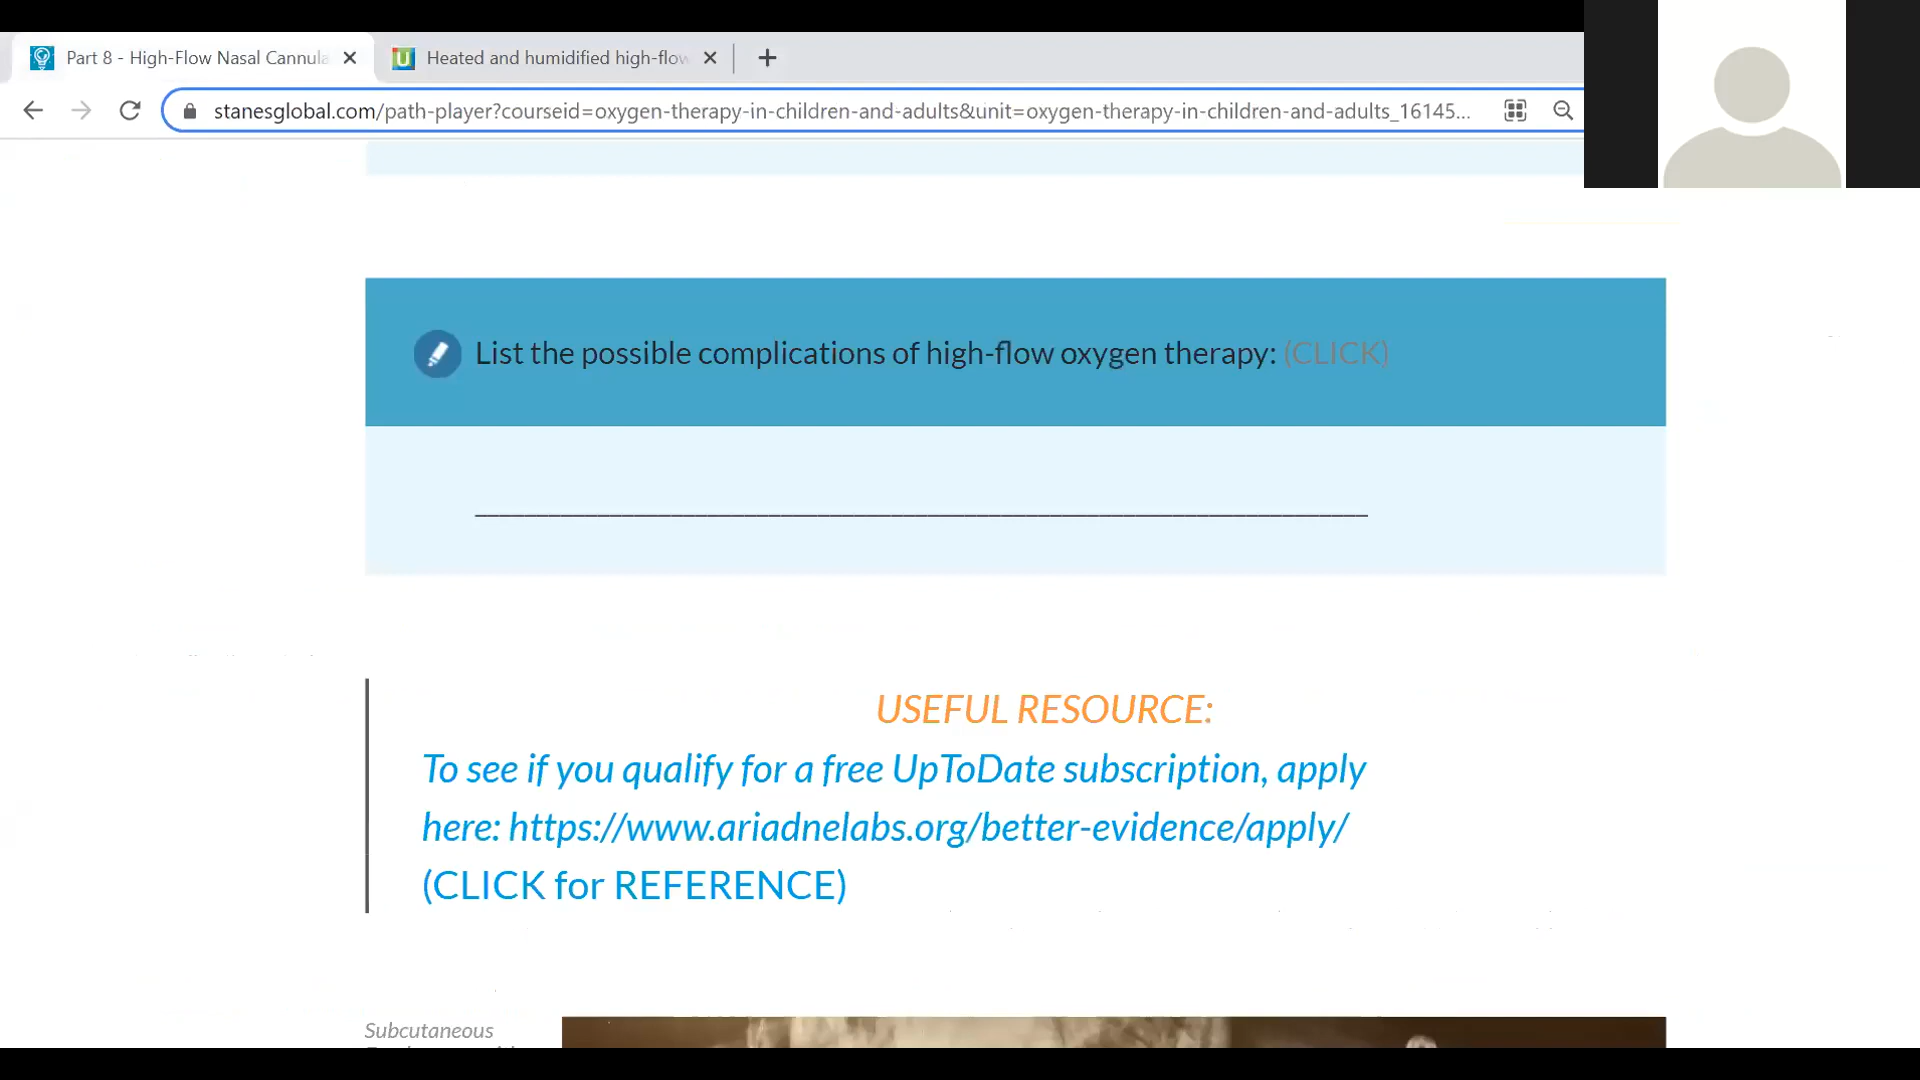 Part 8 - High-Flow Nasal Cannula
Heated and humidified high-flow
stanesglobal.com/path-player?courseid=oxygen-therapy-in-children-and-adults&unit=oxygen-therapy-in-children-and-adults_16145...
List the possible complications of high-flow oxygen therapy: (CLICK)
USEFUL RESOURCE:
To see if you qualify for a free UpToDate subscription, apply
here: https://www.ariadnelabs.org/better-evidence/apply/
(CLICK for REFERENCE)
Subcutaneous